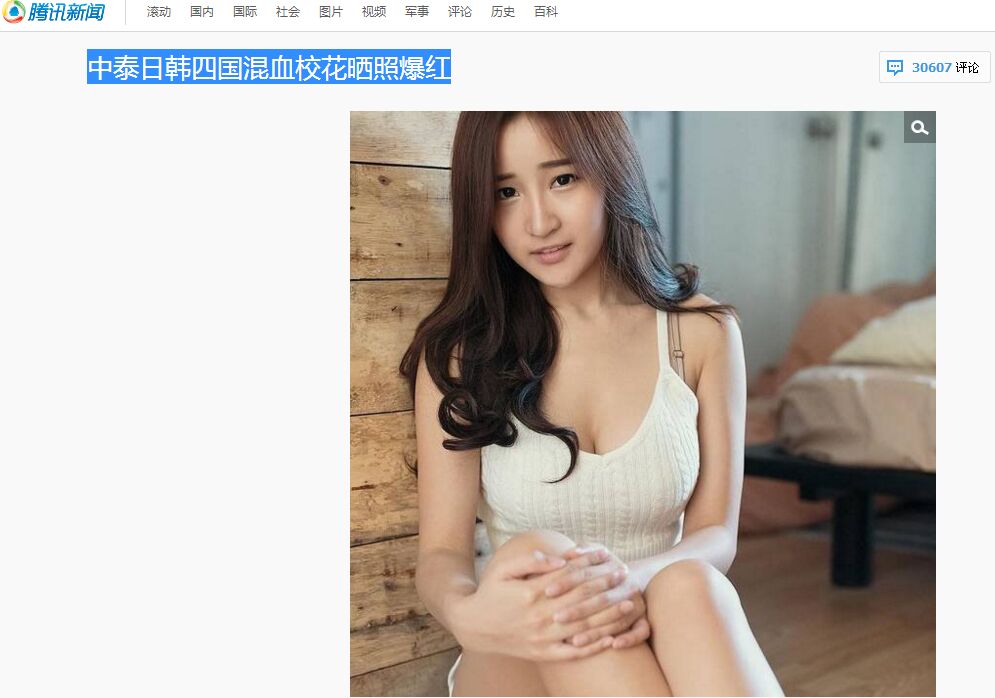 腾讯新闻
滚动 国内 国际 社会 图片 视频 军事 评论 历史 百科
中泰日韩四国混血校花晒照爆红
30607 评论